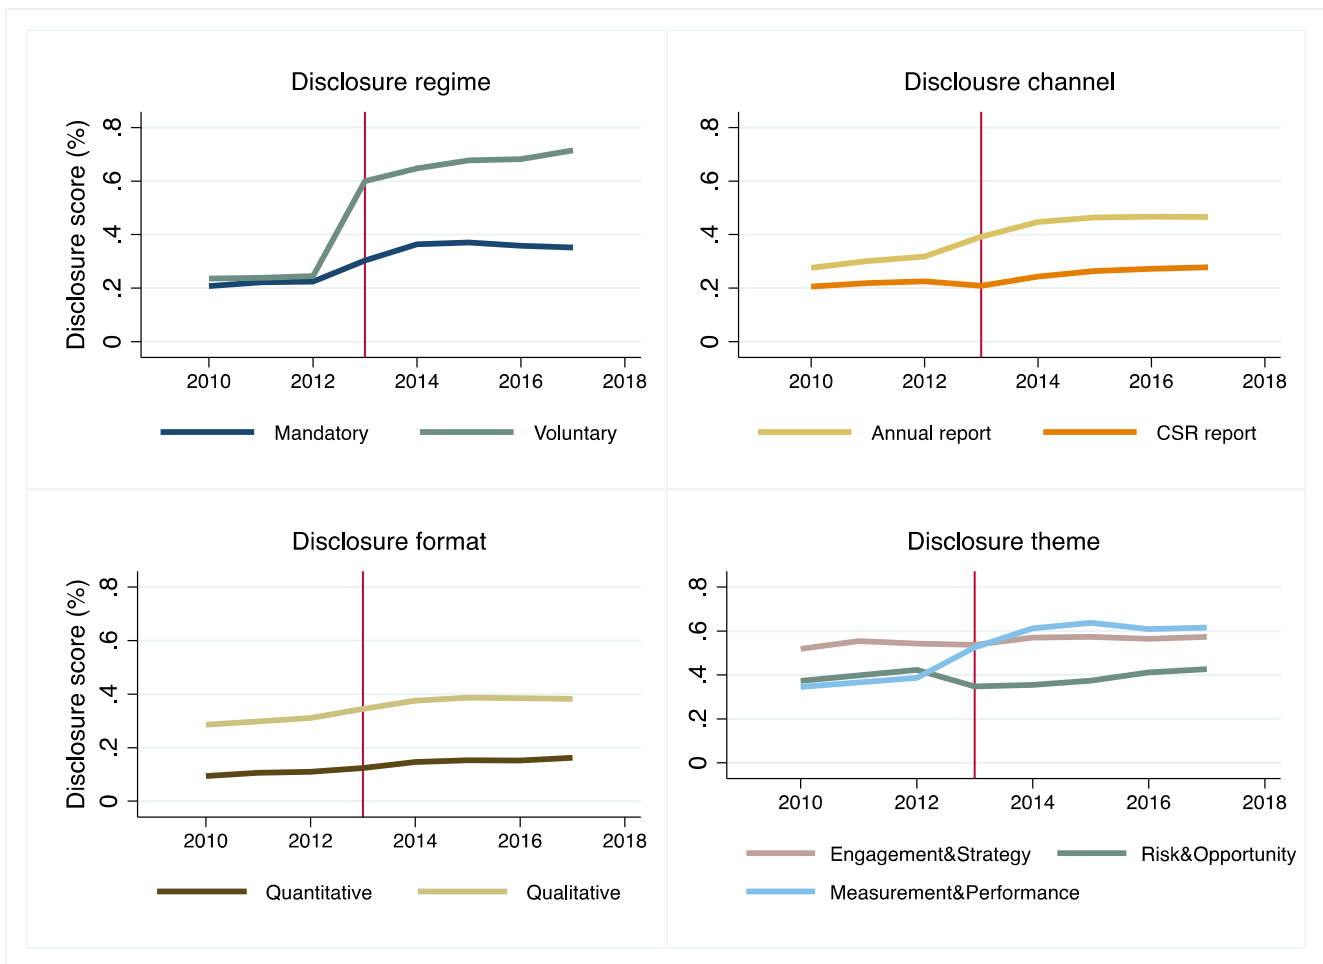 Disclosure regime
Disclosure score (%)
.8
.6
.4
.2
0
2010 2012 2014 2016 2018
Mandatory Voluntary
Disclousre channel
.8
.6
.4
.2
0
2010 2012 2014 2016 2018
Annual report CSR report
Disclosure format
Disclosure score (%)
.8
.6
.4
.2
0
2010 2012 2014 2016 2018
Quantitative Qualitative
Disclosure theme
.8
.6
.4
.2
0
2010 2012 2014 2016 2018
Engagement&Strategy Risk&Opportunity
Measurement&Performance